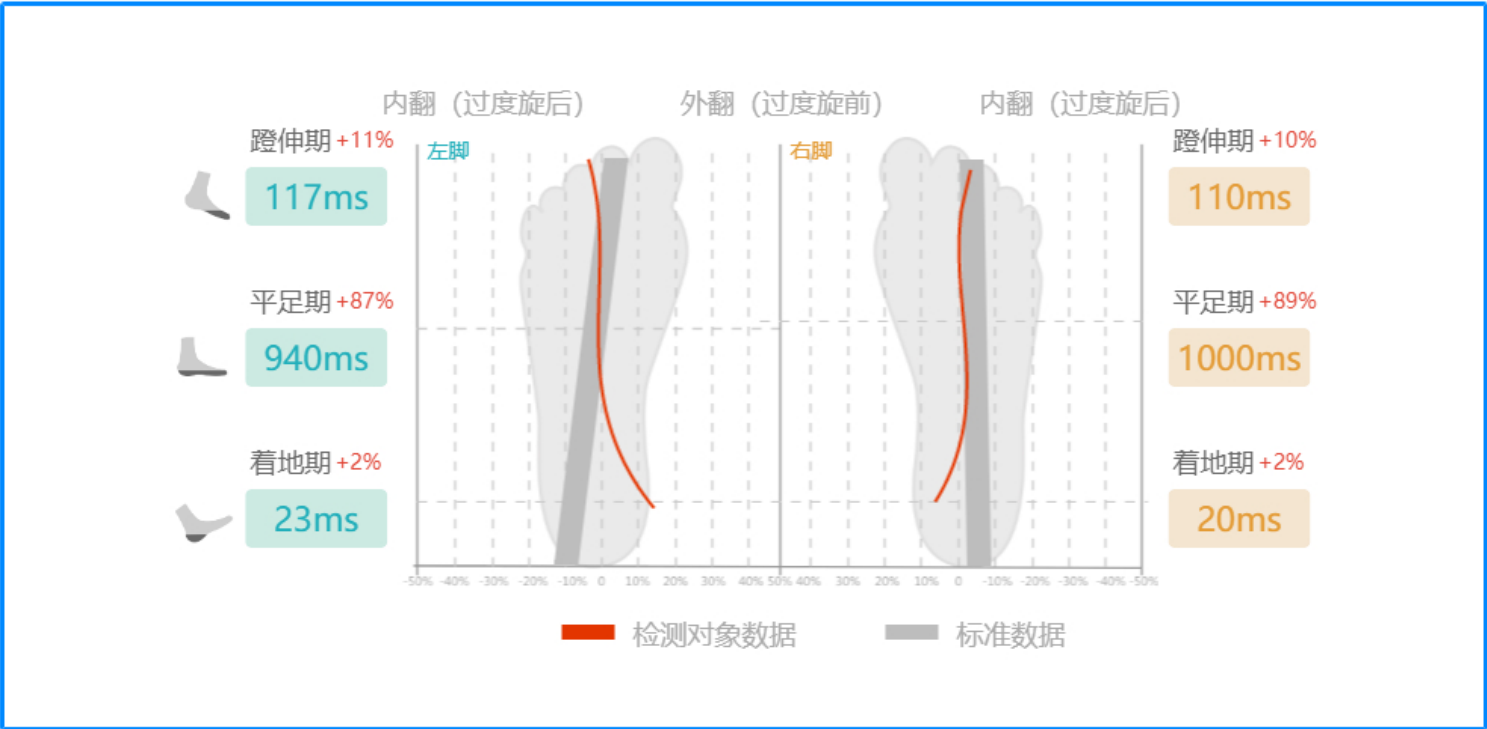 内翻（过度旋后） 外翻（过度旋前） 内翻（过度旋后）
蹬伸期 +11% 左脚 右脚 蹬伸期 +10%
117ms 110ms
平足期 +87% 平足期 +89%
940ms 1000ms
着地期 +2% 着地期 +2%
23ms 20ms
-50% -40% -30% -20% -10% 0 10% 20% 30% 40% 50% 40% 30% 20% 10% 0 -10% -20% -30% -40% -50%
检测对象数据 标准数据